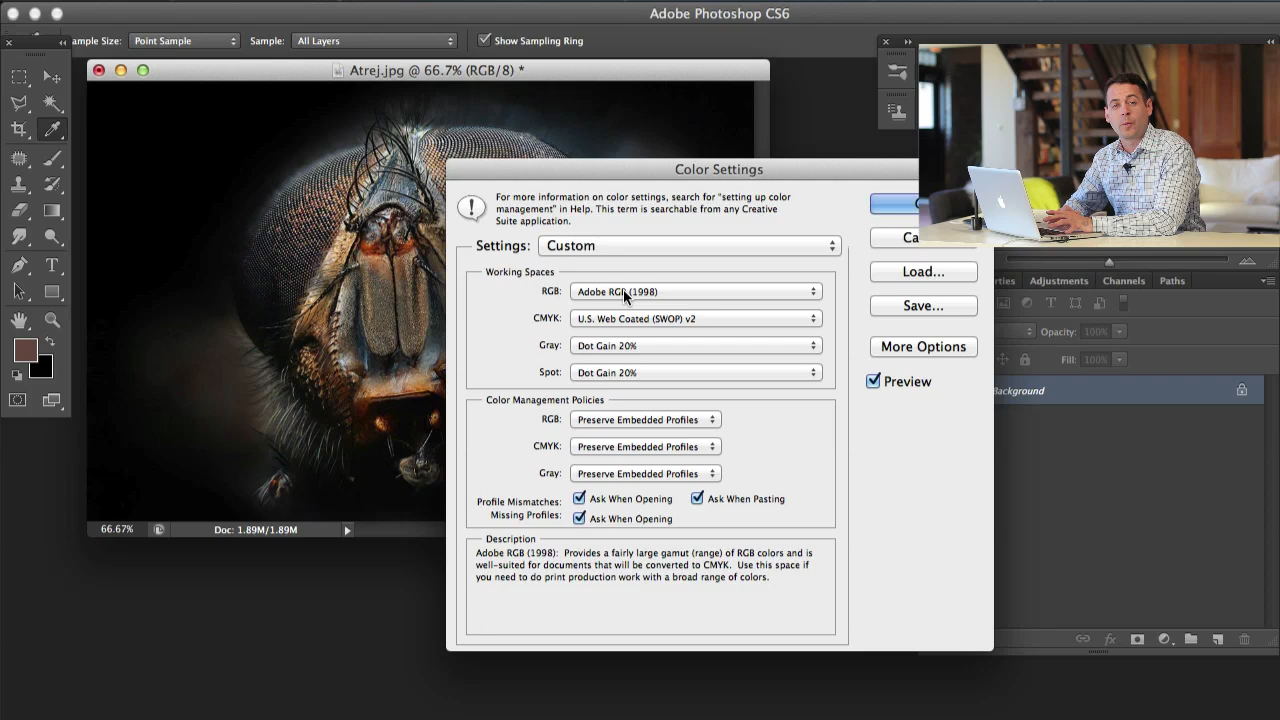 Adobe Photoshop CS6
ample Size: Point Sample Sample: All Layers Show Sampling Ring
Atrej.jpg @ 66.7% (RGB/8) *
Color Settings
For more information on color settings, search for "setting up color
management" in Help. This term is searchable from any Creative
Suite application.
Settings: Custom
Working Spaces
RGB: Adobe RGB (1998)
CMYK: U.S. Web Coated (SWOP) v2
Gray: Dot Gain 20%
Spot: Dot Gain 20%
Color Management Policies
RGB: Preserve Embedded Profiles
CMYK: Preserve Embedded Profiles
Gray: Preserve Embedded Profiles
Profile Mismatches: Ask When Opening Ask When Pasting
Missing Profiles: Ask When Opening
Description
Adobe RGB (1998): Provides a fairly large gamut (range) of RGB colors and is
well-suited for documents that will be converted to CMYK. Use this space if
you need to do print production work with a broad range of colors.
Ca
Load...
Save...
More Options
Preview
rties Adjustments Channels Paths
Opacity: 100%
Fill: 100%
Background
66.67% Doc: 1.89M/1.89M